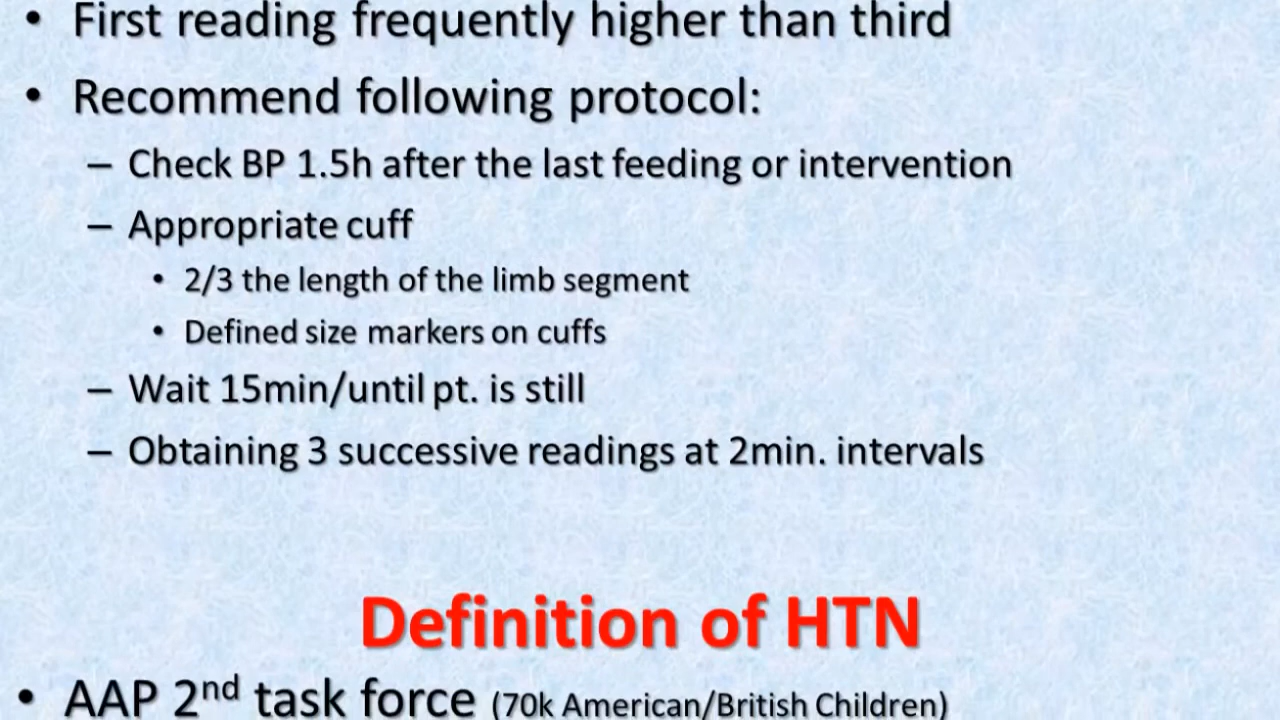 • First reading frequently higher than third
• Recommend following protocol:
– Check BP 1.5h after the last feeding or intervention
– Appropriate cuff
• 2/3 the length of the limb segment
• Defined size markers on cuffs
– Wait 15min/until pt. is still
– Obtaining 3 successive readings at 2min. intervals
Definition of HTN
• AAP 2nd task force (70k American/British Children)